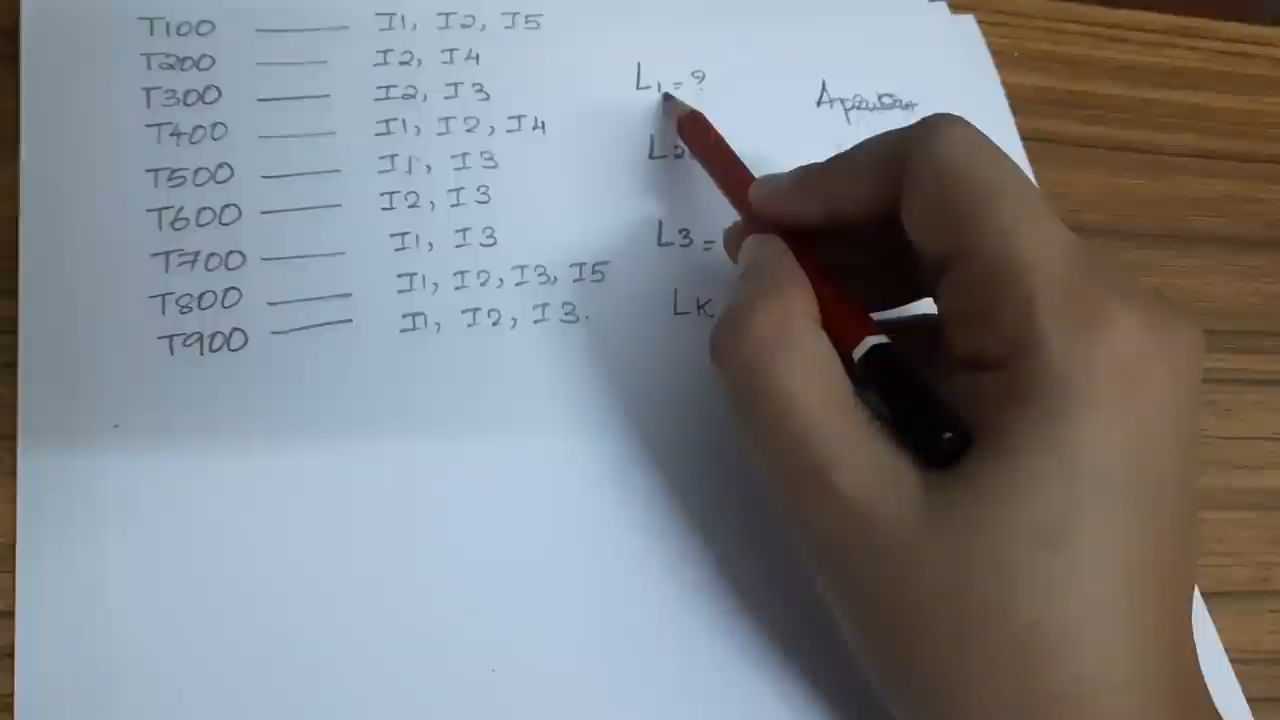 T100 —— I1, I2, I5
T200 —— I2, I4
T300 —— I2, I3
T400 —— I1, I2, I4
T500 —— I1, I3
T600 —— I2, I3
T700 —— I1, I3
T800 —— I1, I2, I3, I5
T900 —— I1, I2, I3.
L1 = ?
L2
L3 =
LK